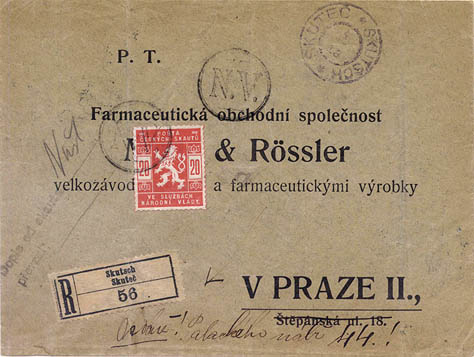 SKUTEČ
SKUTSCH
P. T.
N.V.
Farmaceutická obchodní společnost
& Rössler
velkozávod
a farmaceutickými výrobky
POŠTA
ČESKÝCH SKAUTŮ
20 20
VE SLUŽBÁCH
NÁRODNÍ VLÁDY.
R
Skutsch
Skuteč
56
V PRAZE II.,
Štěpánská ul. 18.
44!